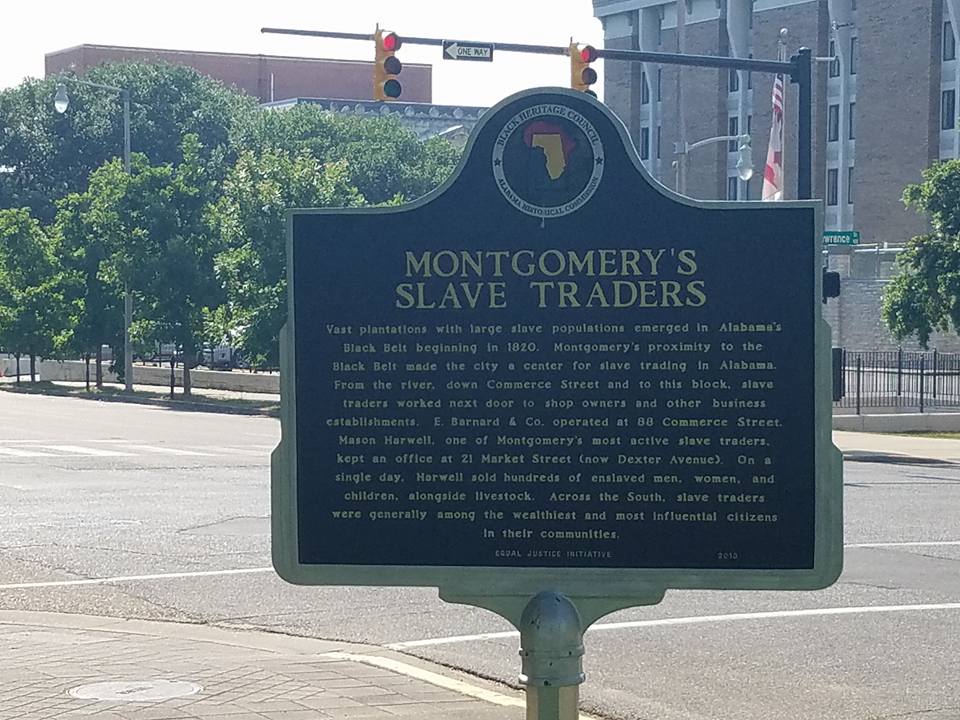 ONE WAY
BLACK HERITAGE COUNCIL
ALABAMA HISTORICAL COMMISSION
MONTGOMERY'S
SLAVE TRADERS
Vast plantations with large slave populations emerged in Alabama's
Black Belt beginning in 1820. Montgomery's proximity to the
Black Belt made the city a center for slave trading in Alabama.
From the river, down Commerce Street and to this block, slave
traders worked next door to shop owners and other business
establishments. E. Barnard & Co. operated at 88 Commerce Street.
Mason Harwell, one of Montgomery's most active slave traders,
kept an office at 21 Market Street (now Dexter Avenue). On a
single day, Harwell sold hundreds of enslaved men, women, and
children, alongside livestock. Across the South, slave traders
were generally among the wealthiest and most influential citizens
in their communities.
EQUAL JUSTICE INITIATIVE 2013